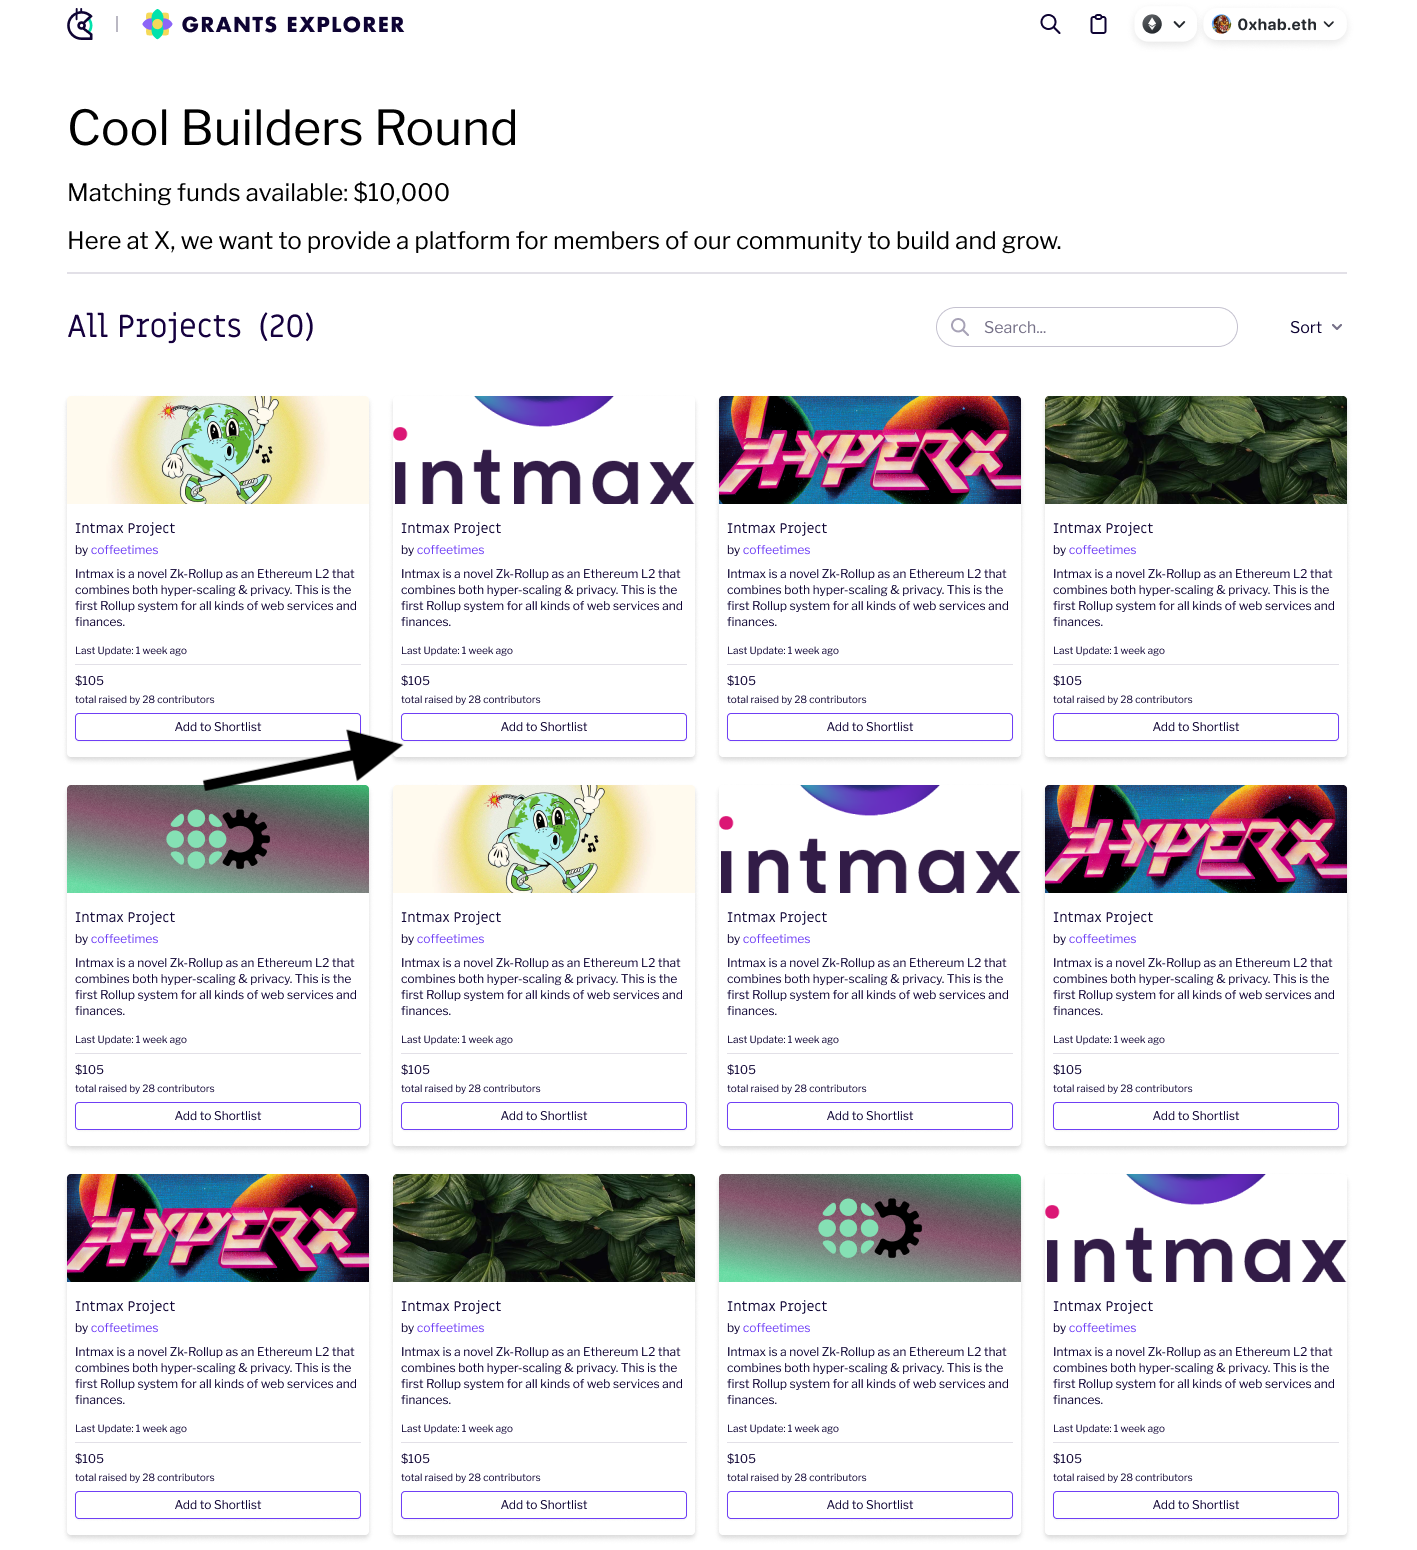 GRANTS EXPLORER
0xhab.eth
Cool Builders Round
Matching funds available: $10,000
Here at X, we want to provide a platform for members of our community to build and grow.
All Projects (20)
Search...
Sort
Intmax Project
by coffeetimes
Intmax is a novel Zk-Rollup as an Ethereum L2 that
combines both hyper-scaling & privacy. This is the
first Rollup system for all kinds of web services and
finances.
Last Update: 1 week ago
$105
total raised by 28 contributors
Add to Shortlist
intmax
Intmax Project
by coffeetimes
Intmax is a novel Zk-Rollup as an Ethereum L2 that
combines both hyper-scaling & privacy. This is the
first Rollup system for all kinds of web services and
finances.
Last Update: 1 week ago
$105
total raised by 28 contributors
Add to Shortlist
HYPERX
Intmax Project
by coffeetimes
Intmax is a novel Zk-Rollup as an Ethereum L2 that
combines both hyper-scaling & privacy. This is the
first Rollup system for all kinds of web services and
finances.
Last Update: 1 week ago
$105
total raised by 28 contributors
Add to Shortlist
Intmax Project
by coffeetimes
Intmax is a novel Zk-Rollup as an Ethereum L2 that
combines both hyper-scaling & privacy. This is the
first Rollup system for all kinds of web services and
finances.
Last Update: 1 week ago
$105
total raised by 28 contributors
Add to Shortlist
Intmax Project
by coffeetimes
Intmax is a novel Zk-Rollup as an Ethereum L2 that
combines both hyper-scaling & privacy. This is the
first Rollup system for all kinds of web services and
finances.
Last Update: 1 week ago
$105
total raised by 28 contributors
Add to Shortlist
Intmax Project
by coffeetimes
Intmax is a novel Zk-Rollup as an Ethereum L2 that
combines both hyper-scaling & privacy. This is the
first Rollup system for all kinds of web services and
finances.
Last Update: 1 week ago
$105
total raised by 28 contributors
Add to Shortlist
intmax
Intmax Project
by coffeetimes
Intmax is a novel Zk-Rollup as an Ethereum L2 that
combines both hyper-scaling & privacy. This is the
first Rollup system for all kinds of web services and
finances.
Last Update: 1 week ago
$105
total raised by 28 contributors
Add to Shortlist
HYPERX
Intmax Project
by coffeetimes
Intmax is a novel Zk-Rollup as an Ethereum L2 that
combines both hyper-scaling & privacy. This is the
first Rollup system for all kinds of web services and
finances.
Last Update: 1 week ago
$105
total raised by 28 contributors
Add to Shortlist
HYPERX
Intmax Project
by coffeetimes
Intmax is a novel Zk-Rollup as an Ethereum L2 that
combines both hyper-scaling & privacy. This is the
first Rollup system for all kinds of web services and
finances.
Last Update: 1 week ago
$105
total raised by 28 contributors
Add to Shortlist
Intmax Project
by coffeetimes
Intmax is a novel Zk-Rollup as an Ethereum L2 that
combines both hyper-scaling & privacy. This is the
first Rollup system for all kinds of web services and
finances.
Last Update: 1 week ago
$105
total raised by 28 contributors
Add to Shortlist
Intmax Project
by coffeetimes
Intmax is a novel Zk-Rollup as an Ethereum L2 that
combines both hyper-scaling & privacy. This is the
first Rollup system for all kinds of web services and
finances.
Last Update: 1 week ago
$105
total raised by 28 contributors
Add to Shortlist
intmax
Intmax Project
by coffeetimes
Intmax is a novel Zk-Rollup as an Ethereum L2 that
combines both hyper-scaling & privacy. This is the
first Rollup system for all kinds of web services and
finances.
Last Update: 1 week ago
$105
total raised by 28 contributors
Add to Shortlist